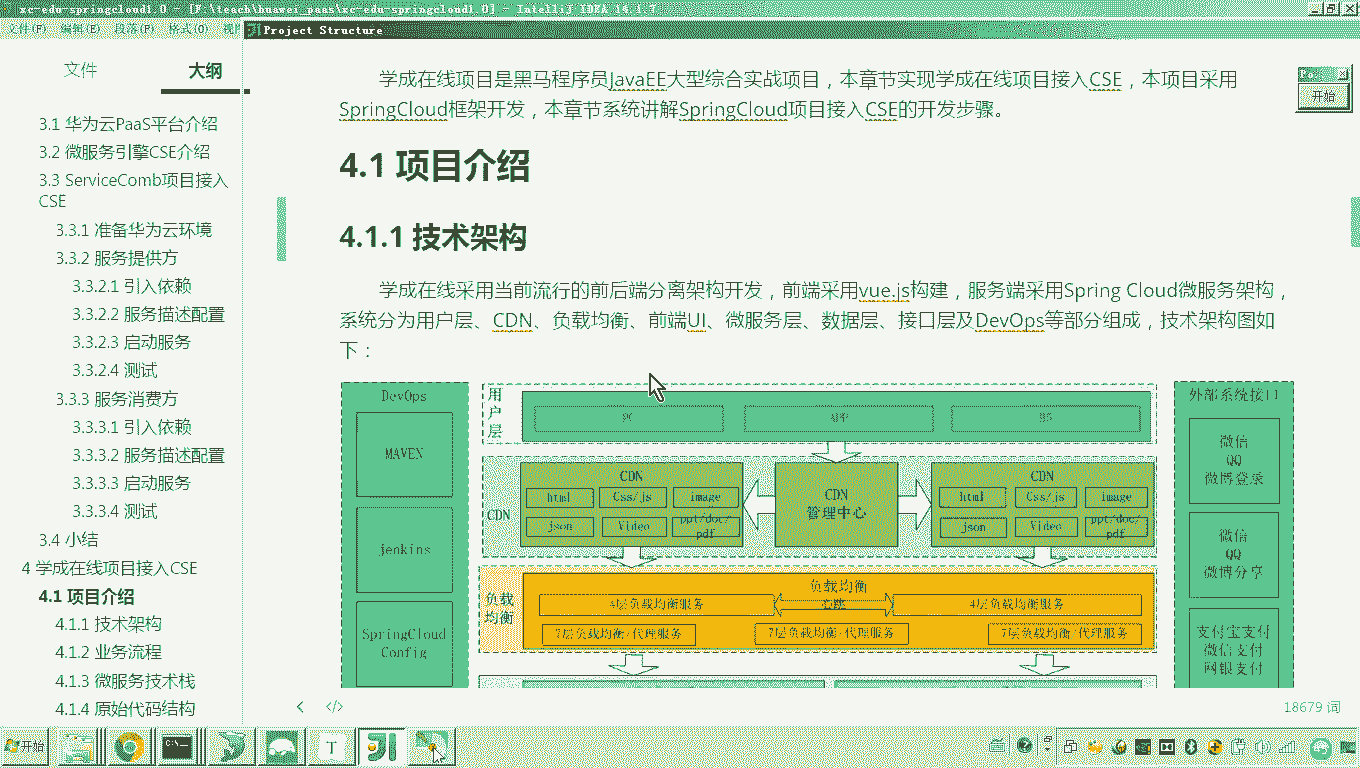 xc-edu-springcloud1.0 - [F:\teach\huawei_paas\xc-edu-springcloud1.0] - IntelliJ IDEA
文件(F) 编辑(E) 段落(P) 格式(O)
Project Structure
文件
大纲
3.1 华为云PaaS平台介绍
3.2 微服务引擎CSE介绍
3.3 ServiceComb项目接入
CSE
3.3.1 准备华为云环境
3.3.2 服务提供方
3.3.2.1 引入依赖
3.3.2.2 服务描述配置
3.3.2.3 启动服务
3.3.2.4 测试
3.3.3 服务消费方
3.3.3.1 引入依赖
3.3.3.2 服务描述配置
3.3.3.3 启动服务
3.3.3.4 测试
3.4 小结
4 学成在线项目接入CSE
4.1 项目介绍
4.1.1 技术架构
4.1.2 业务流程
4.1.3 微服务技术栈
4.1.4 原始代码结构
学成在线项目是黑马程序员JavaEE大型综合实战项目，本章节实现学成在线项目接入CSE，本项目采用
SpringCloud框架开发，本章节系统讲解SpringCloud项目接入CSE的开发步骤。
4.1 项目介绍
4.1.1 技术架构
学成在线采用当前流行的前后端分离架构开发，前端采用vue.js构建，服务端采用Spring Cloud微服务架构，
系统分为用户层、CDN、负载均衡、前端UI、微服务层、数据层、接口层及DevOps等部分组成，技术架构图如
下：
DevOps
MAVEN
jenkins
SpringCloud
Config
用户层
PC
APP
H5
CDN
CDN
html
Css/js
image
json
Video
ppt/doc/
pdf
CDN
管理中心
CDN
html
Css/js
image
json
Video
ppt/doc/
pdf
负载
均衡
负载均衡
4层负载均衡服务
心跳
4层负载均衡服务
7层负载均衡/代理服务
7层负载均衡/代理服务
7层负载均衡/代理服务
外部系统接口
微信
QQ
微博登录
微信
QQ
微博分享
支付宝支付
微信支付
网银支付
开始
18679 词
开始